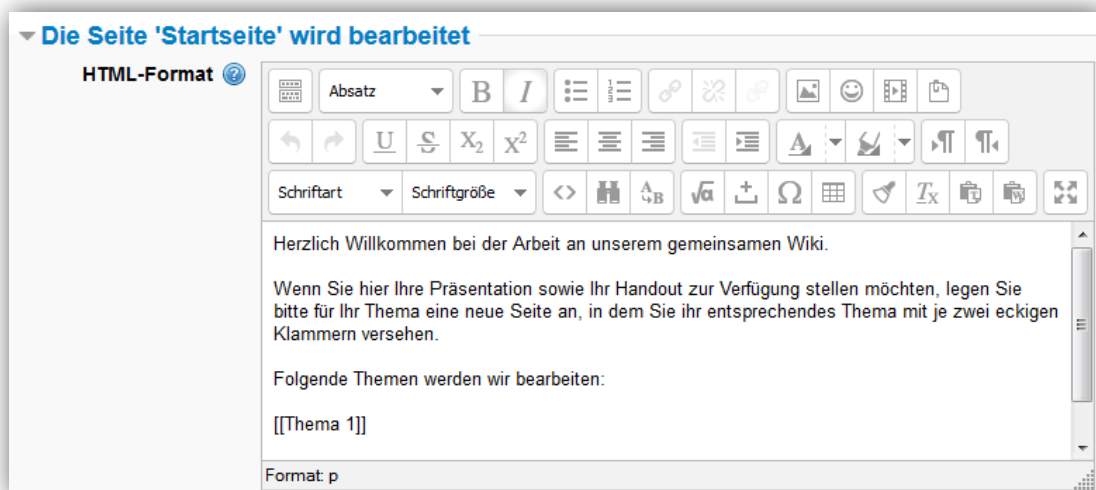 Die Seite 'Startseite' wird bearbeitet
HTML-Format
Absatz
B I
U S X₂ X²
Schriftart Schriftgröße
Herzlich Willkommen bei der Arbeit an unserem gemeinsamen Wiki.
Wenn Sie hier Ihre Präsentation sowie Ihr Handout zur Verfügung stellen möchten, legen Sie
bitte für Ihr Thema eine neue Seite an, in dem Sie ihr entsprechendes Thema mit je zwei eckigen
Klammern versehen.
Folgende Themen werden wir bearbeiten:
[[Thema 1]]
Format: p